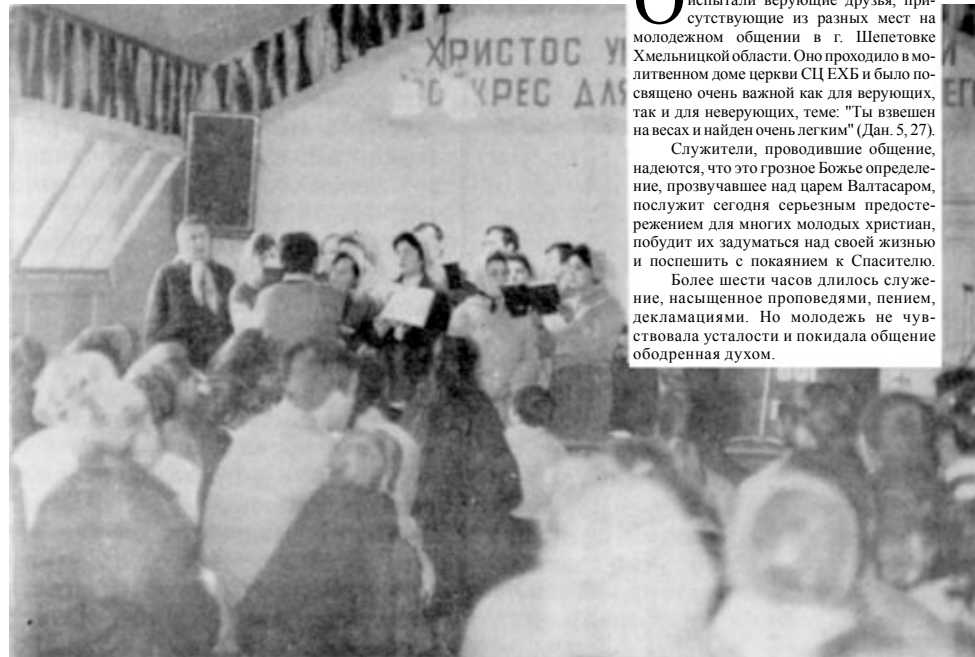 ХРИСТОС У
КРЕС ДЛЯ
О испытали верующие друзья, при-
сутствующие из разных мест на
молодежном общении в г. Шепетовке
Хмельницкой области. Оно проходило в мо-
литвенном доме церкви СЦ ЕХБ и было по-
священо очень важной как для верующих,
так и для неверующих, теме: "Ты взвешен
на весах и найден очень легким" (Дан. 5, 27).
Служители, проводившие общение,
надеются, что это грозное Божье определе-
ние, прозвучавшее над царем Валтасаром,
послужит сегодня серьезным предосте-
режением для многих молодых христиан,
побудит их задуматься над своей жизнью
и поспешить с покаянием к Спасителю.
Более шести часов длилось служе-
ние, насыщенное проповедями, пением,
декламациями. Но молодежь не чув-
ствовала усталости и покидала общение
ободренная духом.